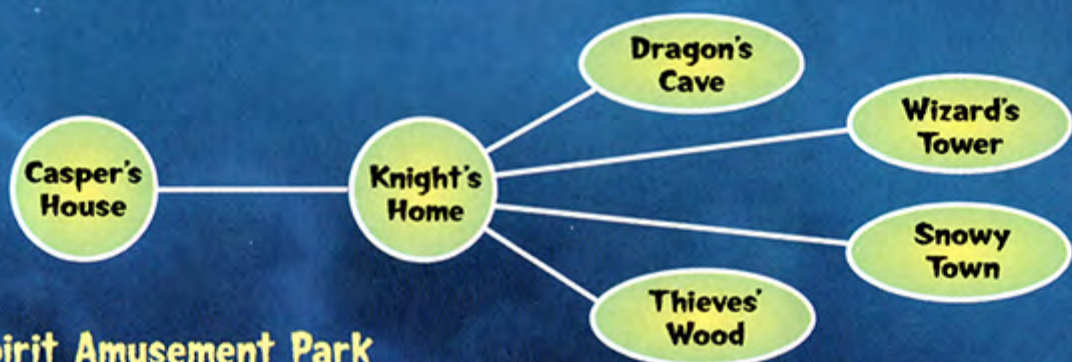 Dragon's
Cave
Wizard's
Tower
Casper's
House
Knight's
Home
Snowy
Town
Thieves'
Wood
Amusement Park